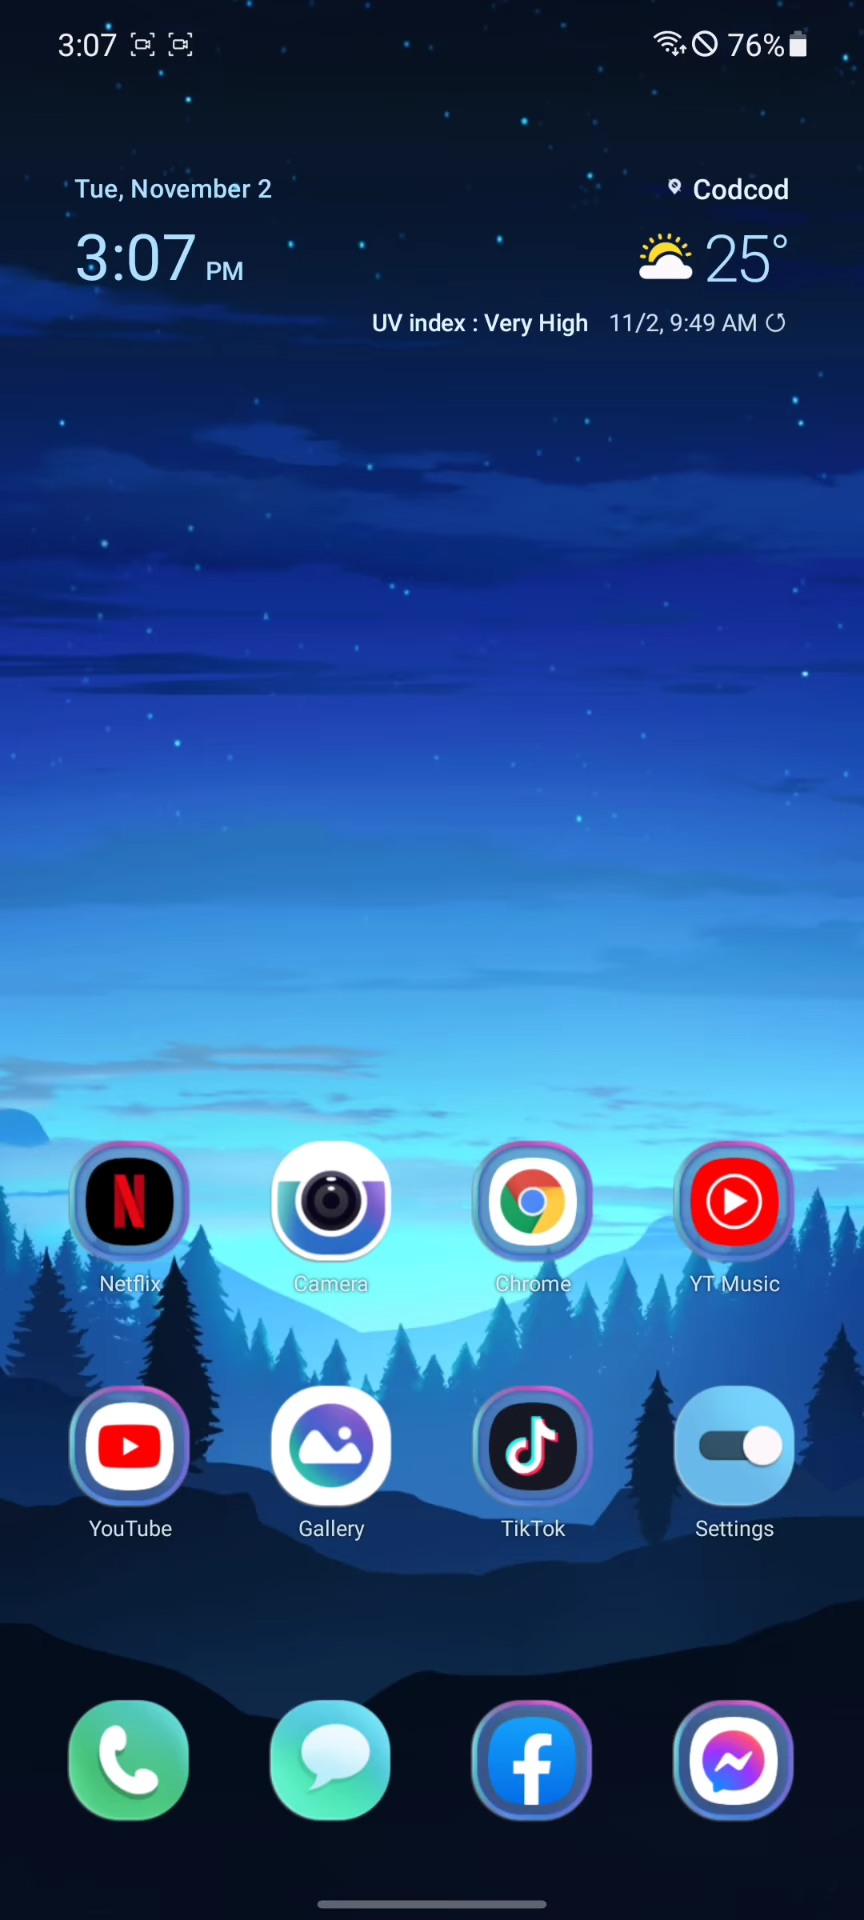 3:07 76%
Tue, November 2
3:07 PM
Codcod
25°
UV index : Very High 11/2, 9:49 AM
Netflix Camera Chrome YT Music
YouTube Gallery TikTok Settings